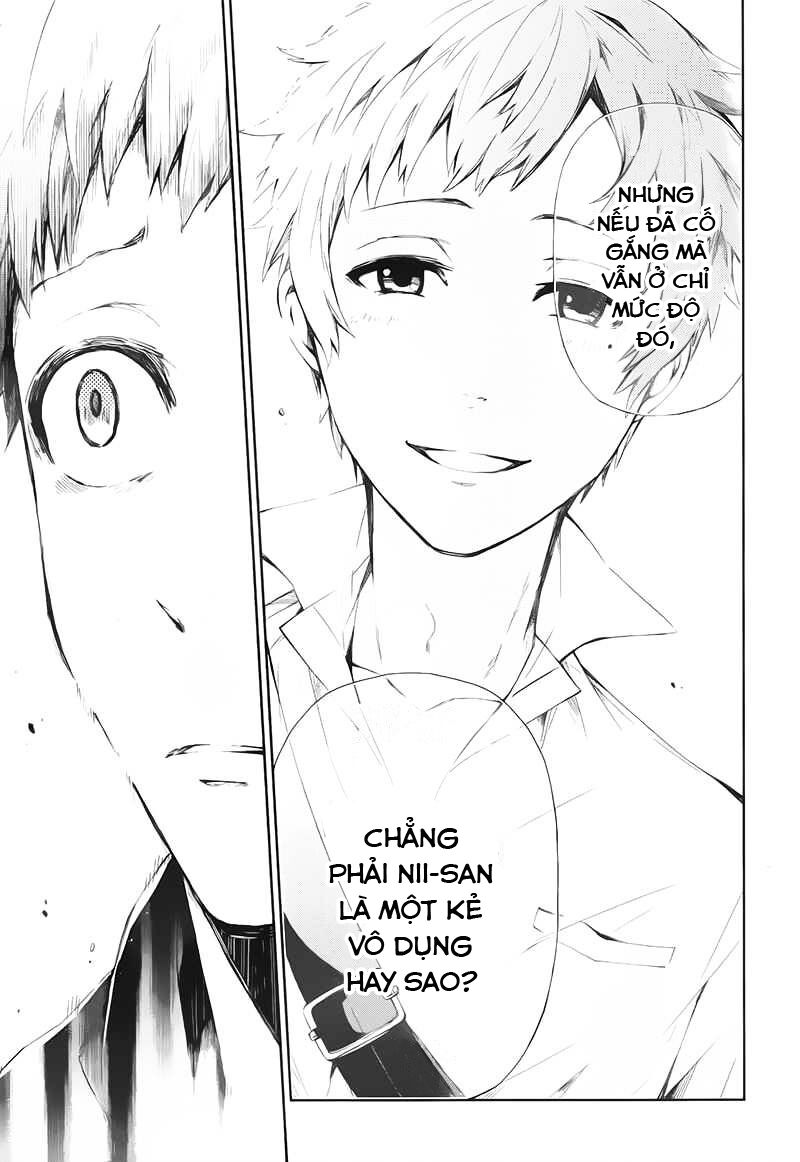 NHƯNG
NẾU ĐÃ CỐ
GẮNG MÀ
VẪN Ở CHỈ
MỨC ĐỘ
ĐÓ,
CHẲNG
PHẢI NII-SAN
LÀ MỘT KẺ
VÔ DỤNG
HAY SAO?